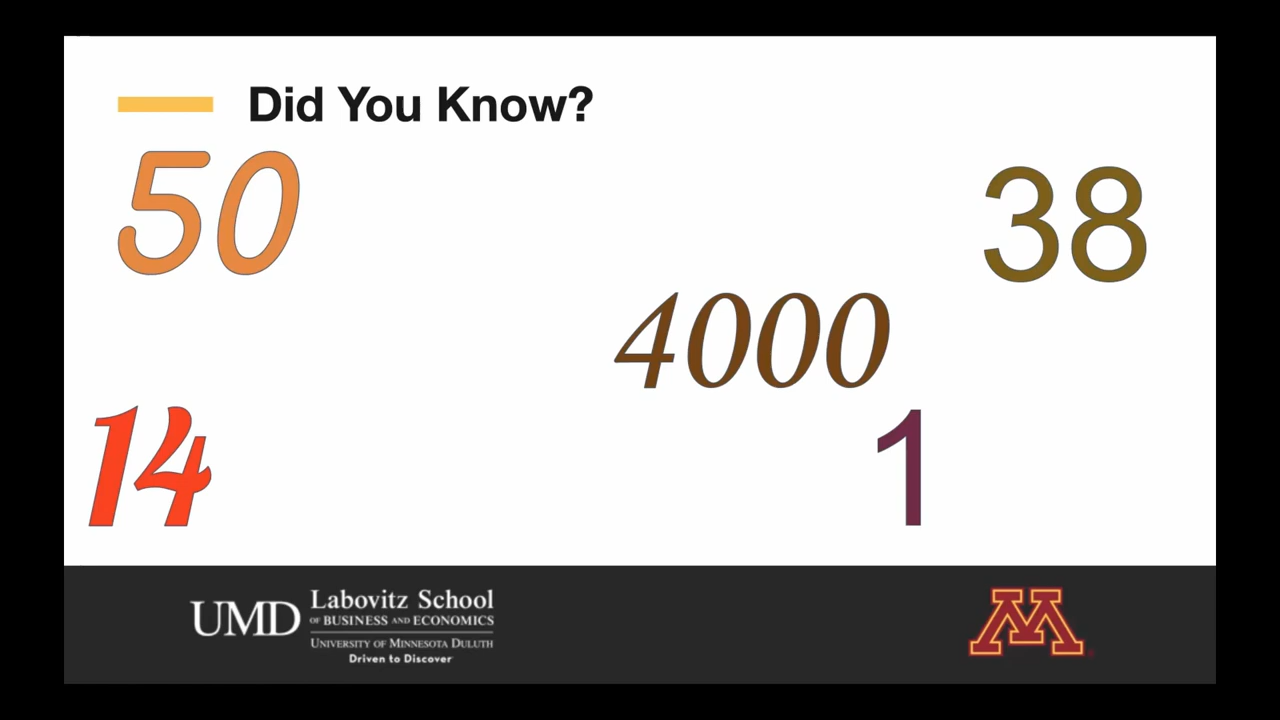 Did You Know?
50
38
4000
14
1
UMD
Labovitz School
OF BUSINESS AND ECONOMICS
UNIVERSITY OF MINNESOTA DULUTH
Driven to Discover
M